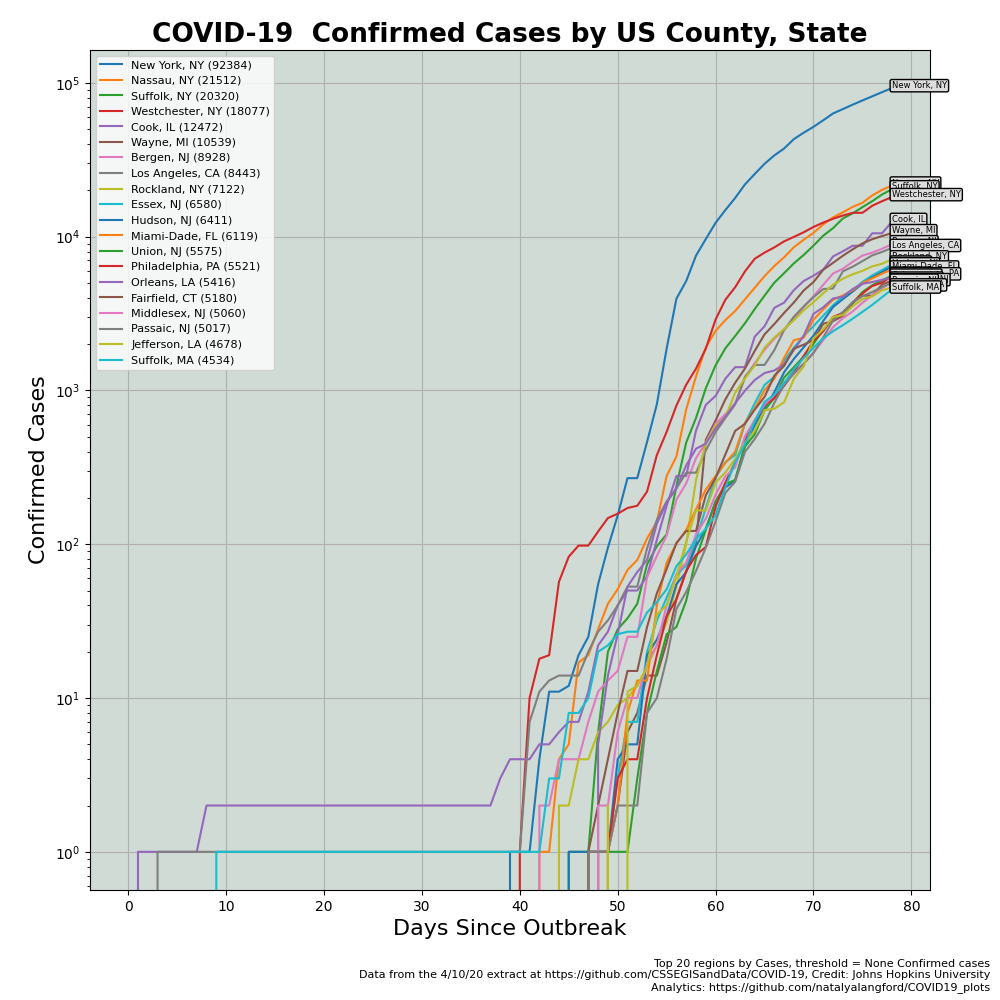 COVID-19  Confirmed Cases by US County, State
Confirmed Cases
10^5
10^4
10^3
10^2
10^1
10^0
New York, NY (92384)
Nassau, NY (21512)
Suffolk, NY (20320)
Westchester, NY (18077)
Cook, IL (12472)
Wayne, MI (10539)
Bergen, NJ (8928)
Los Angeles, CA (8443)
Rockland, NY (7122)
Essex, NJ (6580)
Hudson, NJ (6411)
Miami-Dade, FL (6119)
Union, NJ (5575)
Philadelphia, PA (5521)
Orleans, LA (5416)
Fairfield, CT (5180)
Middlesex, NJ (5060)
Passaic, NJ (5017)
Jefferson, LA (4678)
Suffolk, MA (4534)
New York, NY
Suffolk, NY
Westchester, NY
Cook, IL
Wayne, MI
Los Angeles, CA
Rockland, NY
Miami-Dade, FL
PA
Suffolk, MA
0 10 20 30 40 50 60 70 80
Days Since Outbreak
Top 20 regions by Cases, threshold = None Confirmed cases
Data from the 4/10/20 extract at https://github.com/CSSEGISandData/COVID-19, Credit: Johns Hopkins University
Analytics: https://github.com/natalyalangford/COVID19_plots